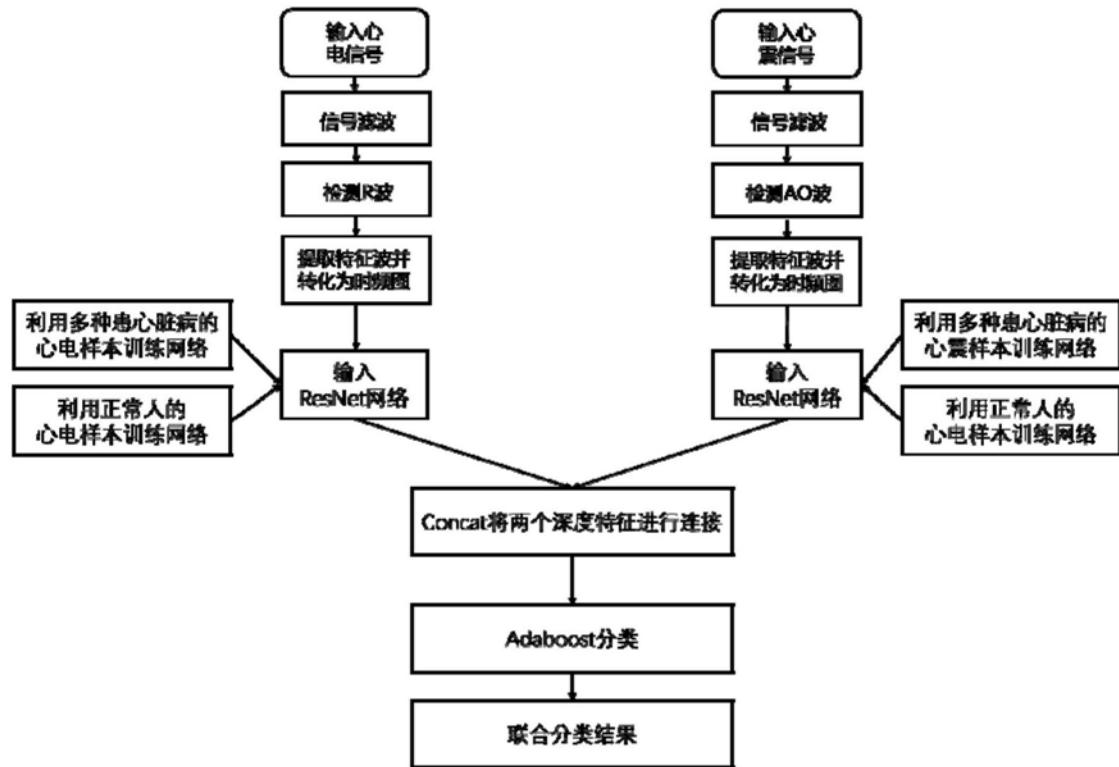 输入心
电信号
信号滤波
检测R波
提取特征波并
转化为时频图
利用多种患心脏病的
心电样本训练网络
利用正常人的
心电样本训练网络
输入
ResNet网络
输入心
震信号
信号滤波
检测AO波
提取特征波并
转化为时频图
输入
ResNet网络
利用多种患心脏病的
心震样本训练网络
利用正常人的
心电样本训练网络
Concat将两个深度特征进行连接
Adaboost分类
联合分类结果